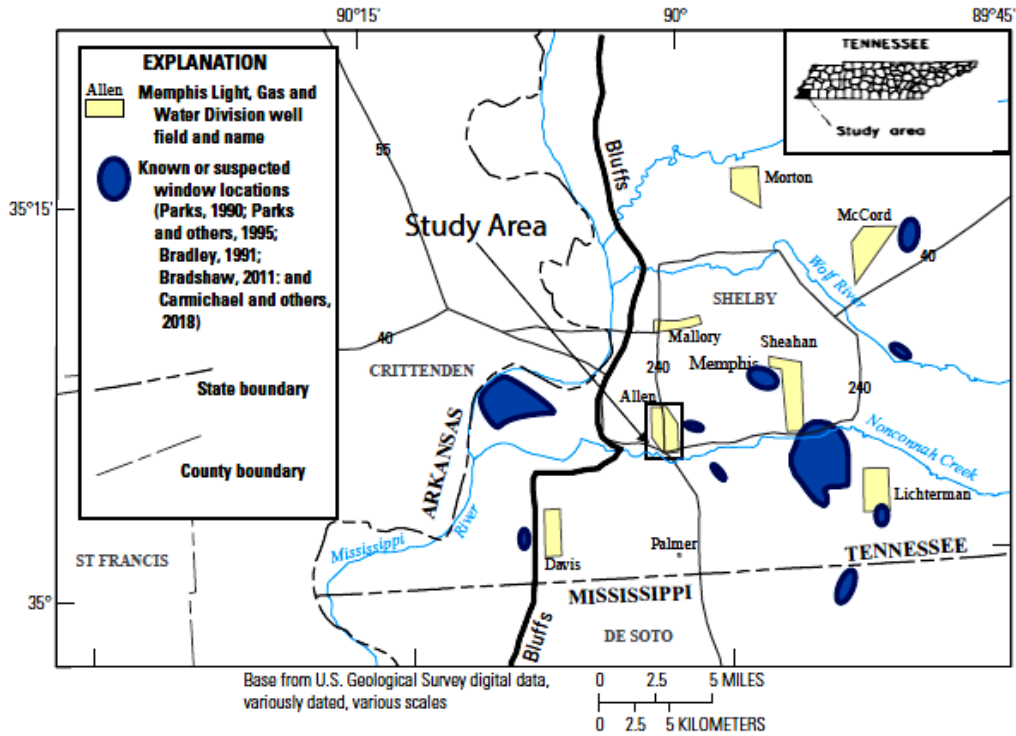 90°15'
90°
89°45'
EXPLANATION
Allen
Memphis Light, Gas and
Water Division well
field and name
Known or suspected
window locations
(Parks, 1990; Parks
and others, 1995;
Bradley, 1991;
Bradshaw, 2011: and
Carmichael and others,
2018)
State boundary
County boundary
TENNESSEE
Study area
55
Bluffs
Morton
35°15'
McCord
Study Area
40
Wolf River
SHELBY
Mallory
40
Sheahan
CRITTENDEN
240
Memphis
240
Allen
ARKANSAS
Nonconnah Creek
Lichterman
River
Mississippi
Palmer
ST FRANCIS
Davis
TENNESSEE
MISSISSIPPI
35°
DE SOTO
Bluffs
Base from U.S. Geological Survey digital data,
variously dated, various scales
0 2.5 5 MILES
0 2.5 5 KILOMETERS